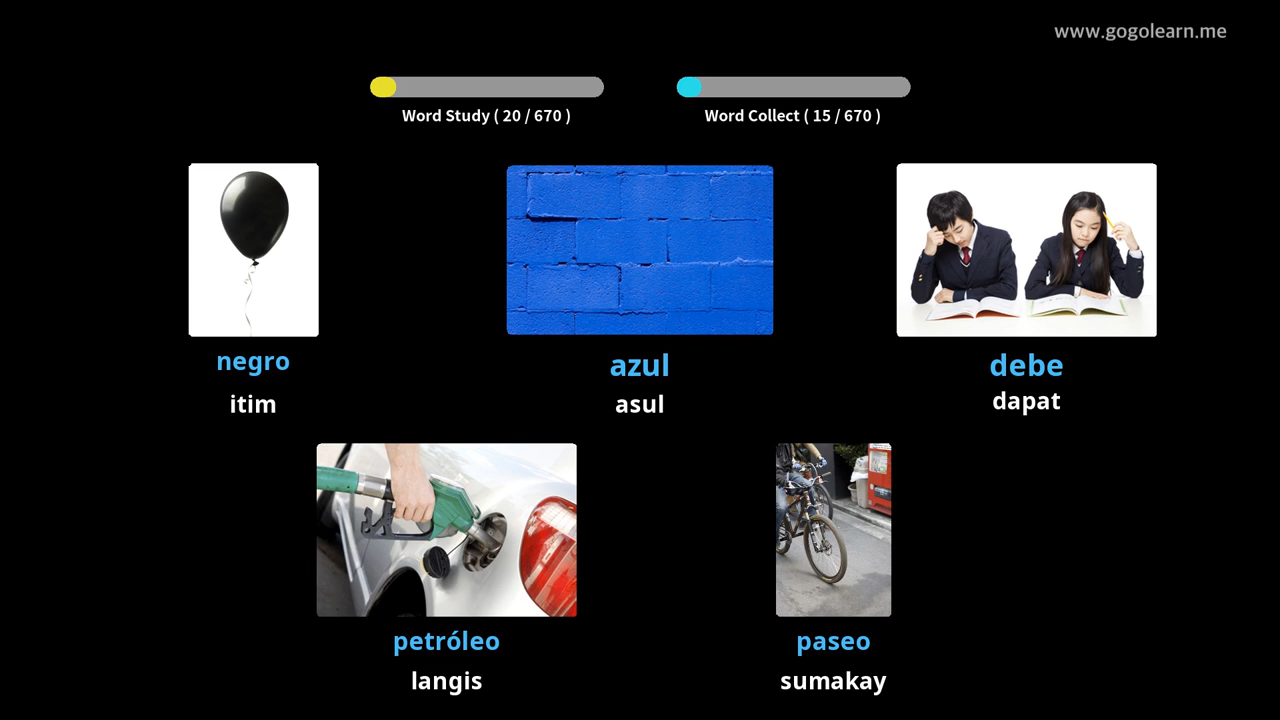 www.gogolearn.me
Word Study ( 20 / 670 )
Word Collect ( 15 / 670 )
negro
itim
azul
asul
debe
dapat
petróleo
langis
paseo
sumakay